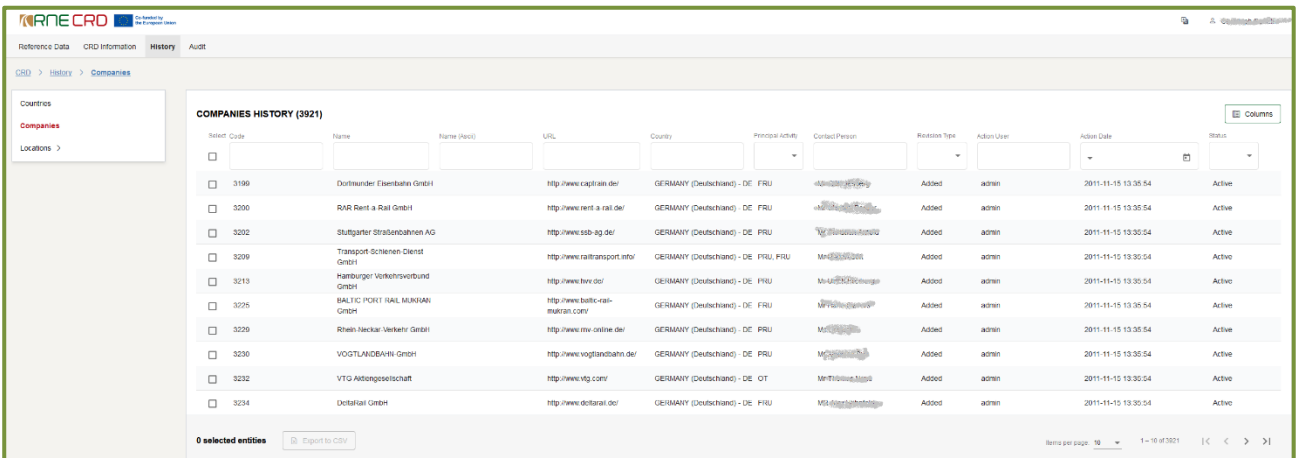 RNE CRD Co-funded by
the European Union
Reference Data CRD Information History Audit
CRD > History > Companies
Countries
Companies
Locations >
COMPANIES HISTORY (3921)
Columns
Select Code Name Name (Ascii) URL Country Principal Activity Contact Person Revision Type Action User Action Date Status
3199 Dortmunder Eisenbahn GmbH http://www.captrain.de/ GERMANY (Deutschland) - DE FRU Added admin 2011-11-15 13:35:54 Active
3200 RAR Rent-a-Rail GmbH http://www.rent-a-rail.de/ GERMANY (Deutschland) - DE FRU Added admin 2011-11-15 13:35:54 Active
3202 Stuttgarter Straßenbahnen AG http://www.ssb-ag.de/ GERMANY (Deutschland) - DE PRU Added admin 2011-11-15 13:35:54 Active
3209 Transport-Schienen-Dienst
GmbH http://www.railtransport.info/ GERMANY (Deutschland) - DE PRU, FRU Added admin 2011-11-15 13:35:54 Active
3213 Hamburger Verkehrsverbund
GmbH http://www.hvv.de/ GERMANY (Deutschland) - DE PRU Added admin 2011-11-15 13:35:54 Active
3225 BALTIC PORT RAIL MUKRAN
GmbH http://www.baltic-rail-
mukran.com/ GERMANY (Deutschland) - DE FRU Added admin 2011-11-15 13:35:54 Active
3229 Rhein-Neckar-Verkehr GmbH http://www.rnv-online.de/ GERMANY (Deutschland) - DE PRU Added admin 2011-11-15 13:35:54 Active
3230 VOGTLANDBAHN-GmbH http://www.vogtlandbahn.de/ GERMANY (Deutschland) - DE PRU Added admin 2011-11-15 13:35:54 Active
3232 VTG Aktiengesellschaft http://www.vtg.com/ GERMANY (Deutschland) - DE OT Added admin 2011-11-15 13:35:54 Active
3234 DeltaRail GmbH http://www.deltarail.de/ GERMANY (Deutschland) - DE FRU Added admin 2011-11-15 13:35:54 Active
0 selected entities Export to CSV Items per page: 10 1 – 10 of 3921